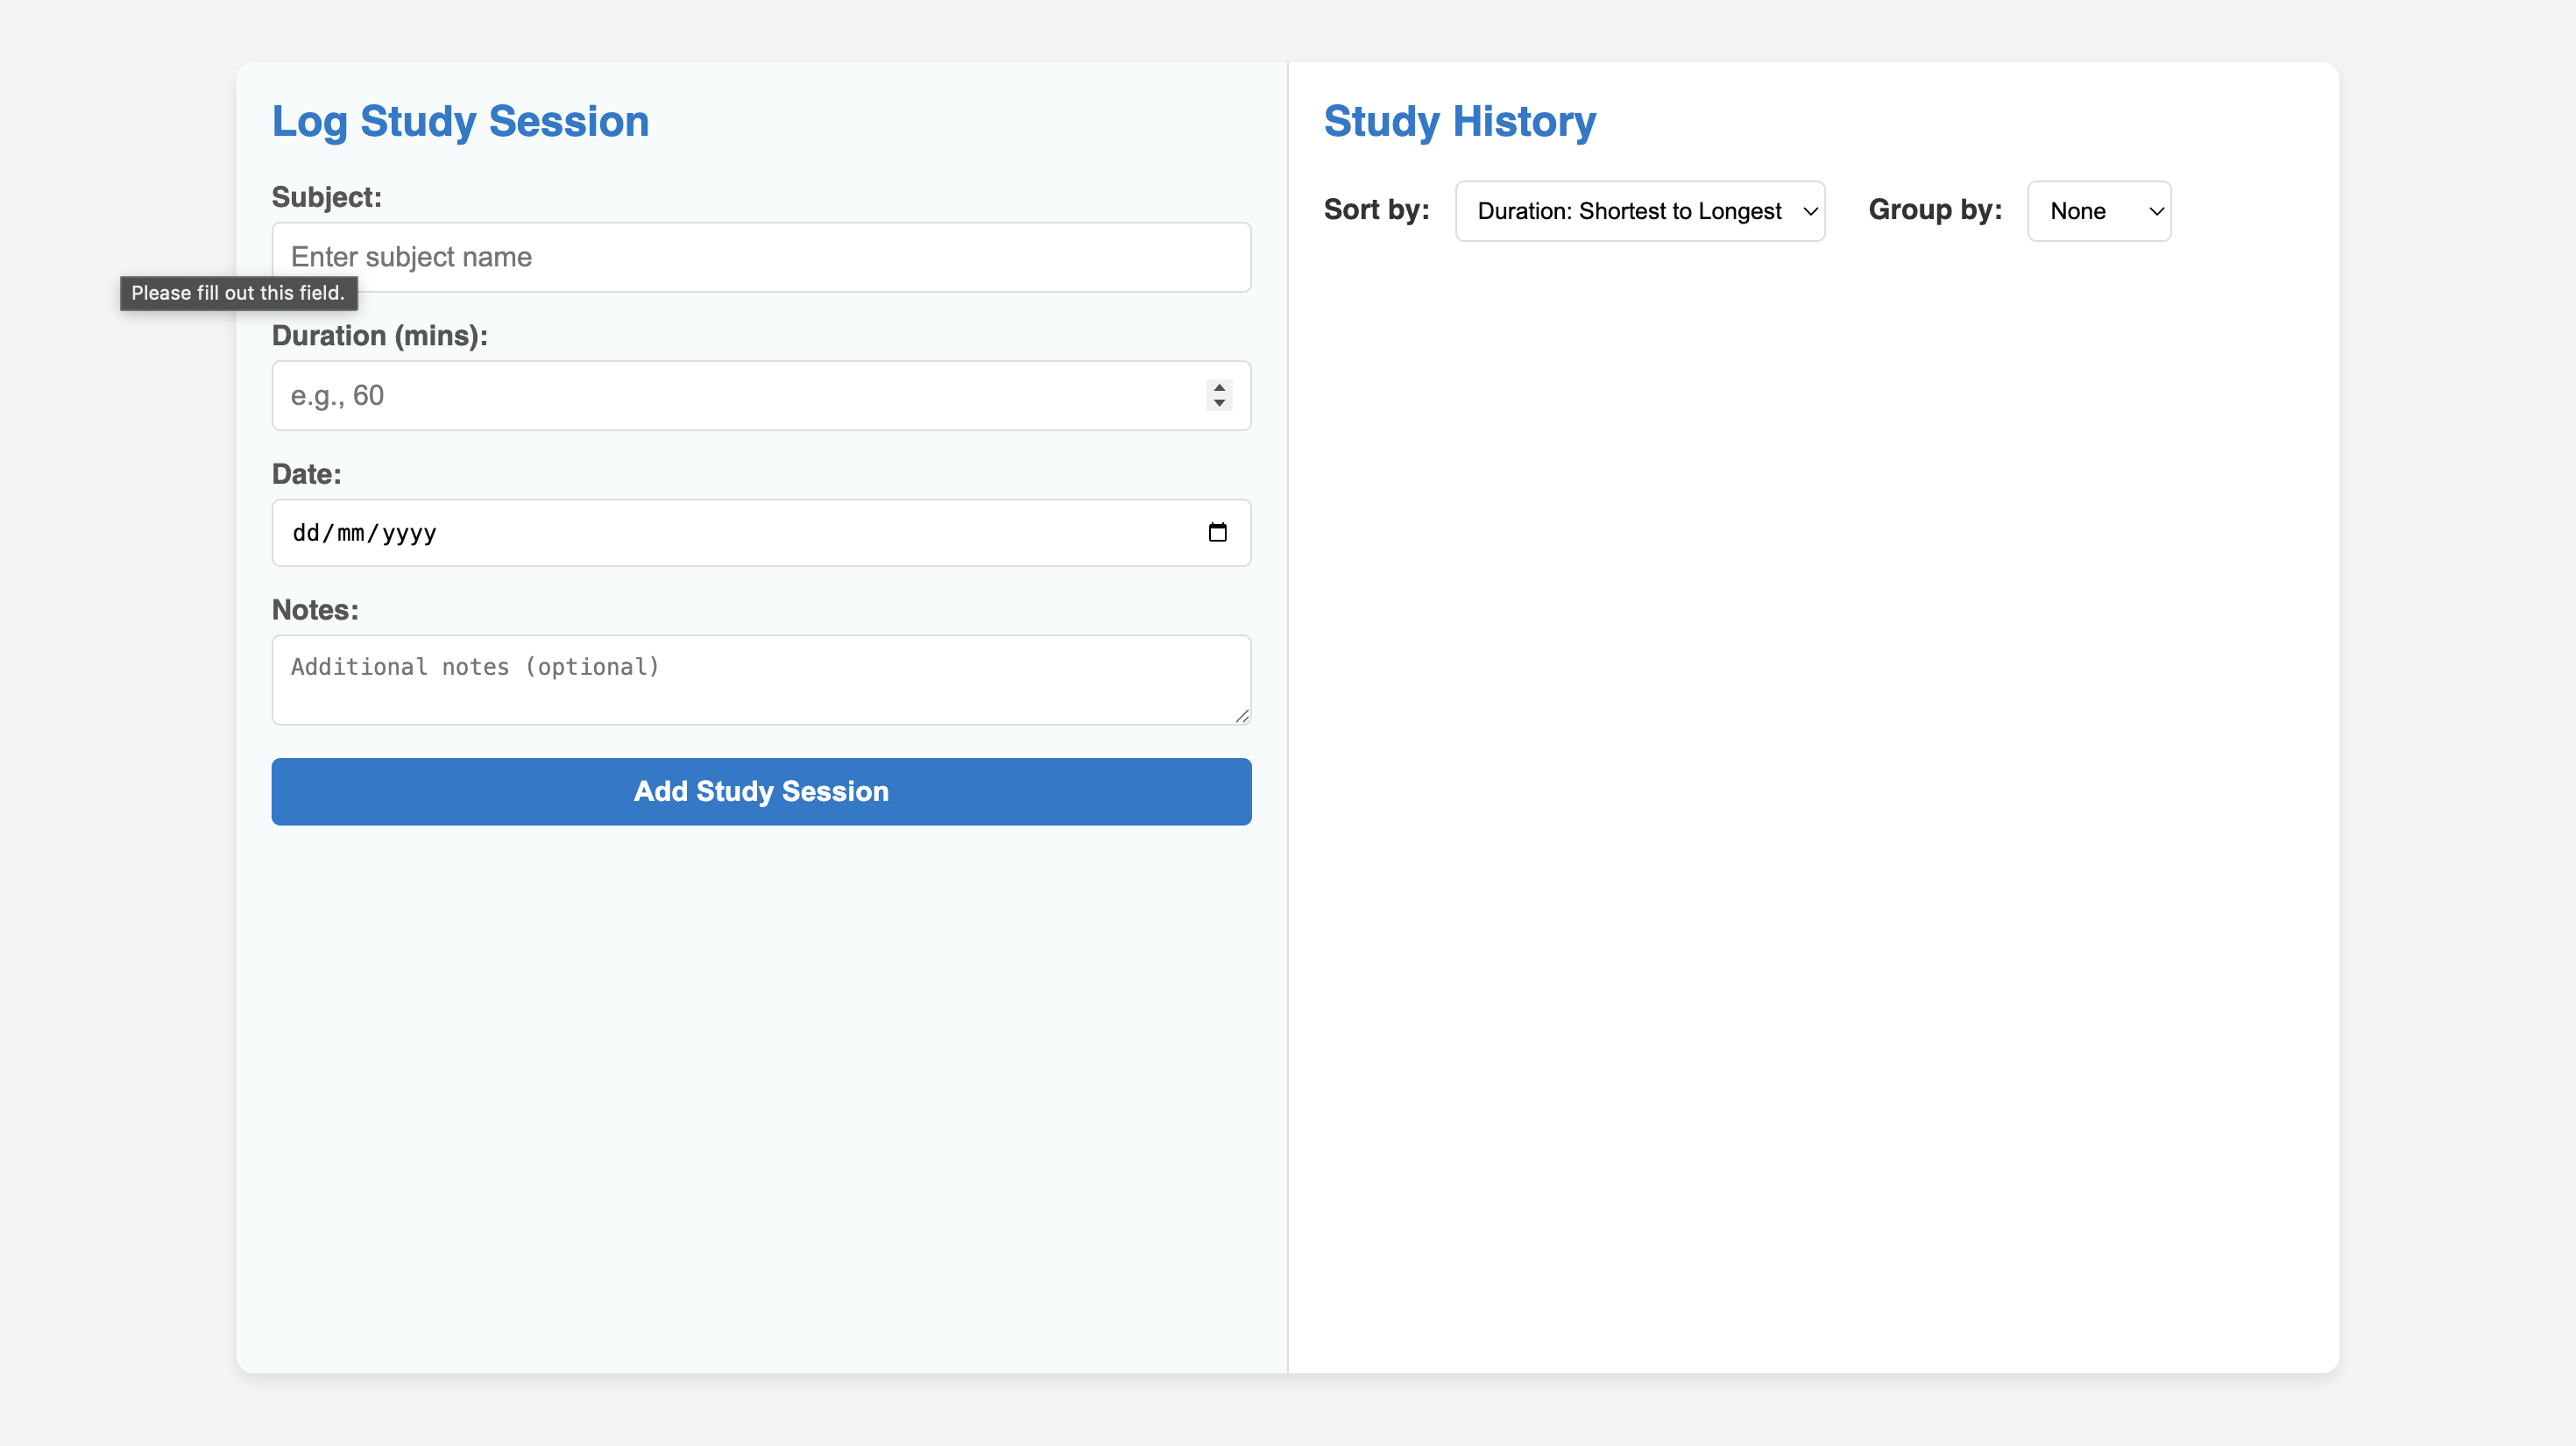 Log Study Session
Subject:
Enter subject name
Please fill out this field.
Duration (mins):
e.g., 60
Date:
dd/mm/yyyy
Notes:
Additional notes (optional)
Add Study Session
Study History
Sort by: Duration: Shortest to Longest Group by: None